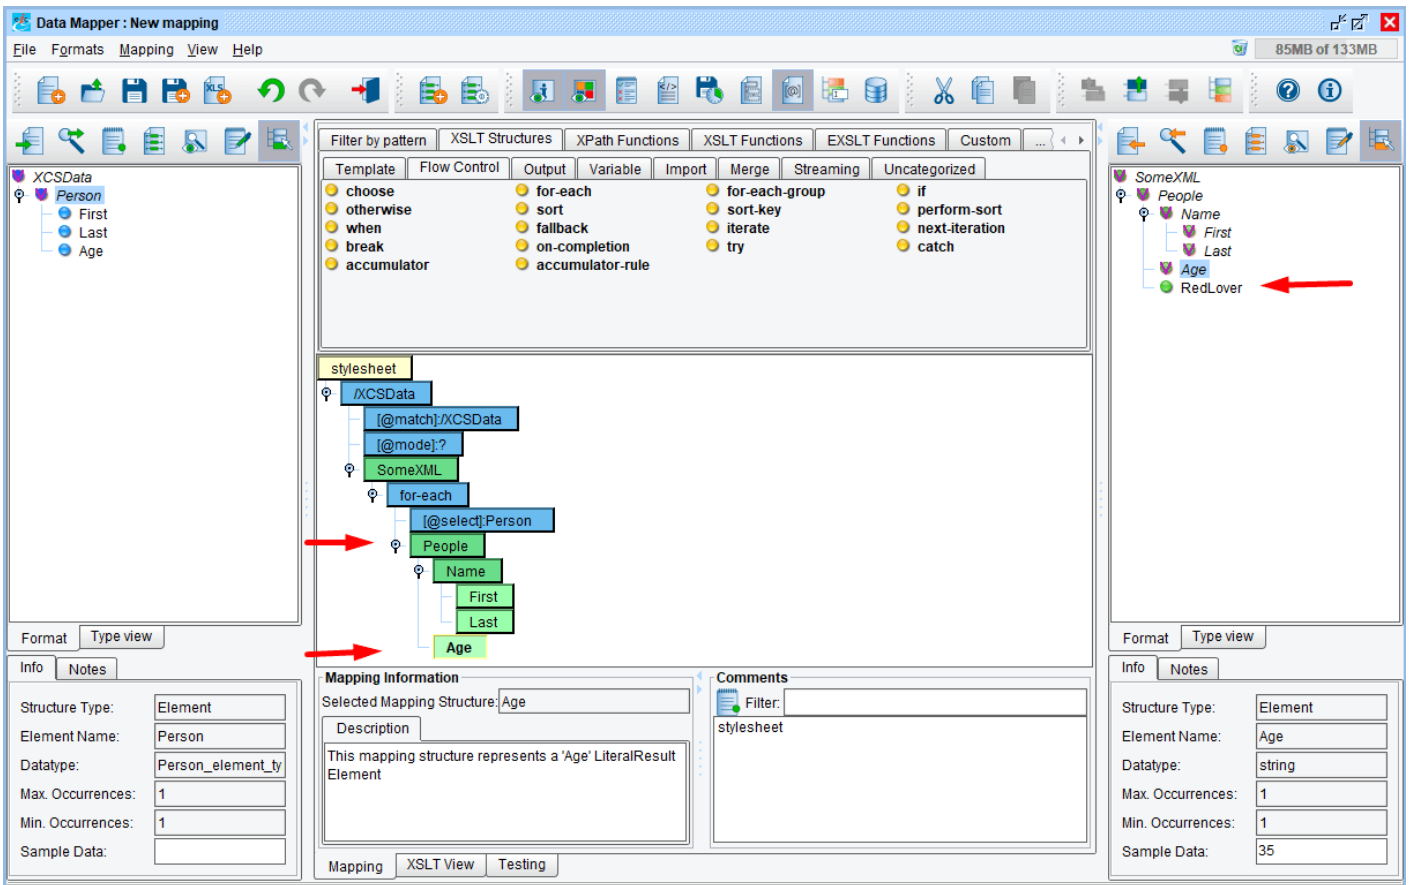 Data Mapper : New mapping
File Formats Mapping View Help
85MB of 133MB
XLS
Filter by pattern XSLT Structures XPath Functions XSLT Functions EXSLT Functions Custom ...
Template Flow Control Output Variable Import Merge Streaming Uncategorized
choose for-each for-each-group if
otherwise sort sort-key perform-sort
when fallback iterate next-iteration
break on-completion try catch
accumulator accumulator-rule
XCSData
Person
First
Last
Age
Format Type view
Info Notes
Structure Type: Element
Element Name: Person
Datatype: Person_element_ty
Max. Occurrences: 1
Min. Occurrences: 1
Sample Data:
stylesheet
/XCSData
[@match]:/XCSData
[@mode]:?
SomeXML
for-each
[@select]:Person
People
Name
First
Last
Age
Mapping Information
Selected Mapping Structure: Age
Description
This mapping structure represents a 'Age' LiteralResult
Element
Mapping XSLT View Testing
Comments
Filter:
stylesheet
SomeXML
People
Name
First
Last
Age
RedLover
Format Type view
Info Notes
Structure Type: Element
Element Name: Age
Datatype: string
Max. Occurrences: 1
Min. Occurrences: 1
Sample Data: 35